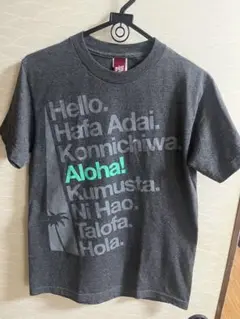 Hello.
Hafa Adai.
Konnichiwa.
Aloha!
Kumusta.
Ni Hao.
Talofa.
Hola.